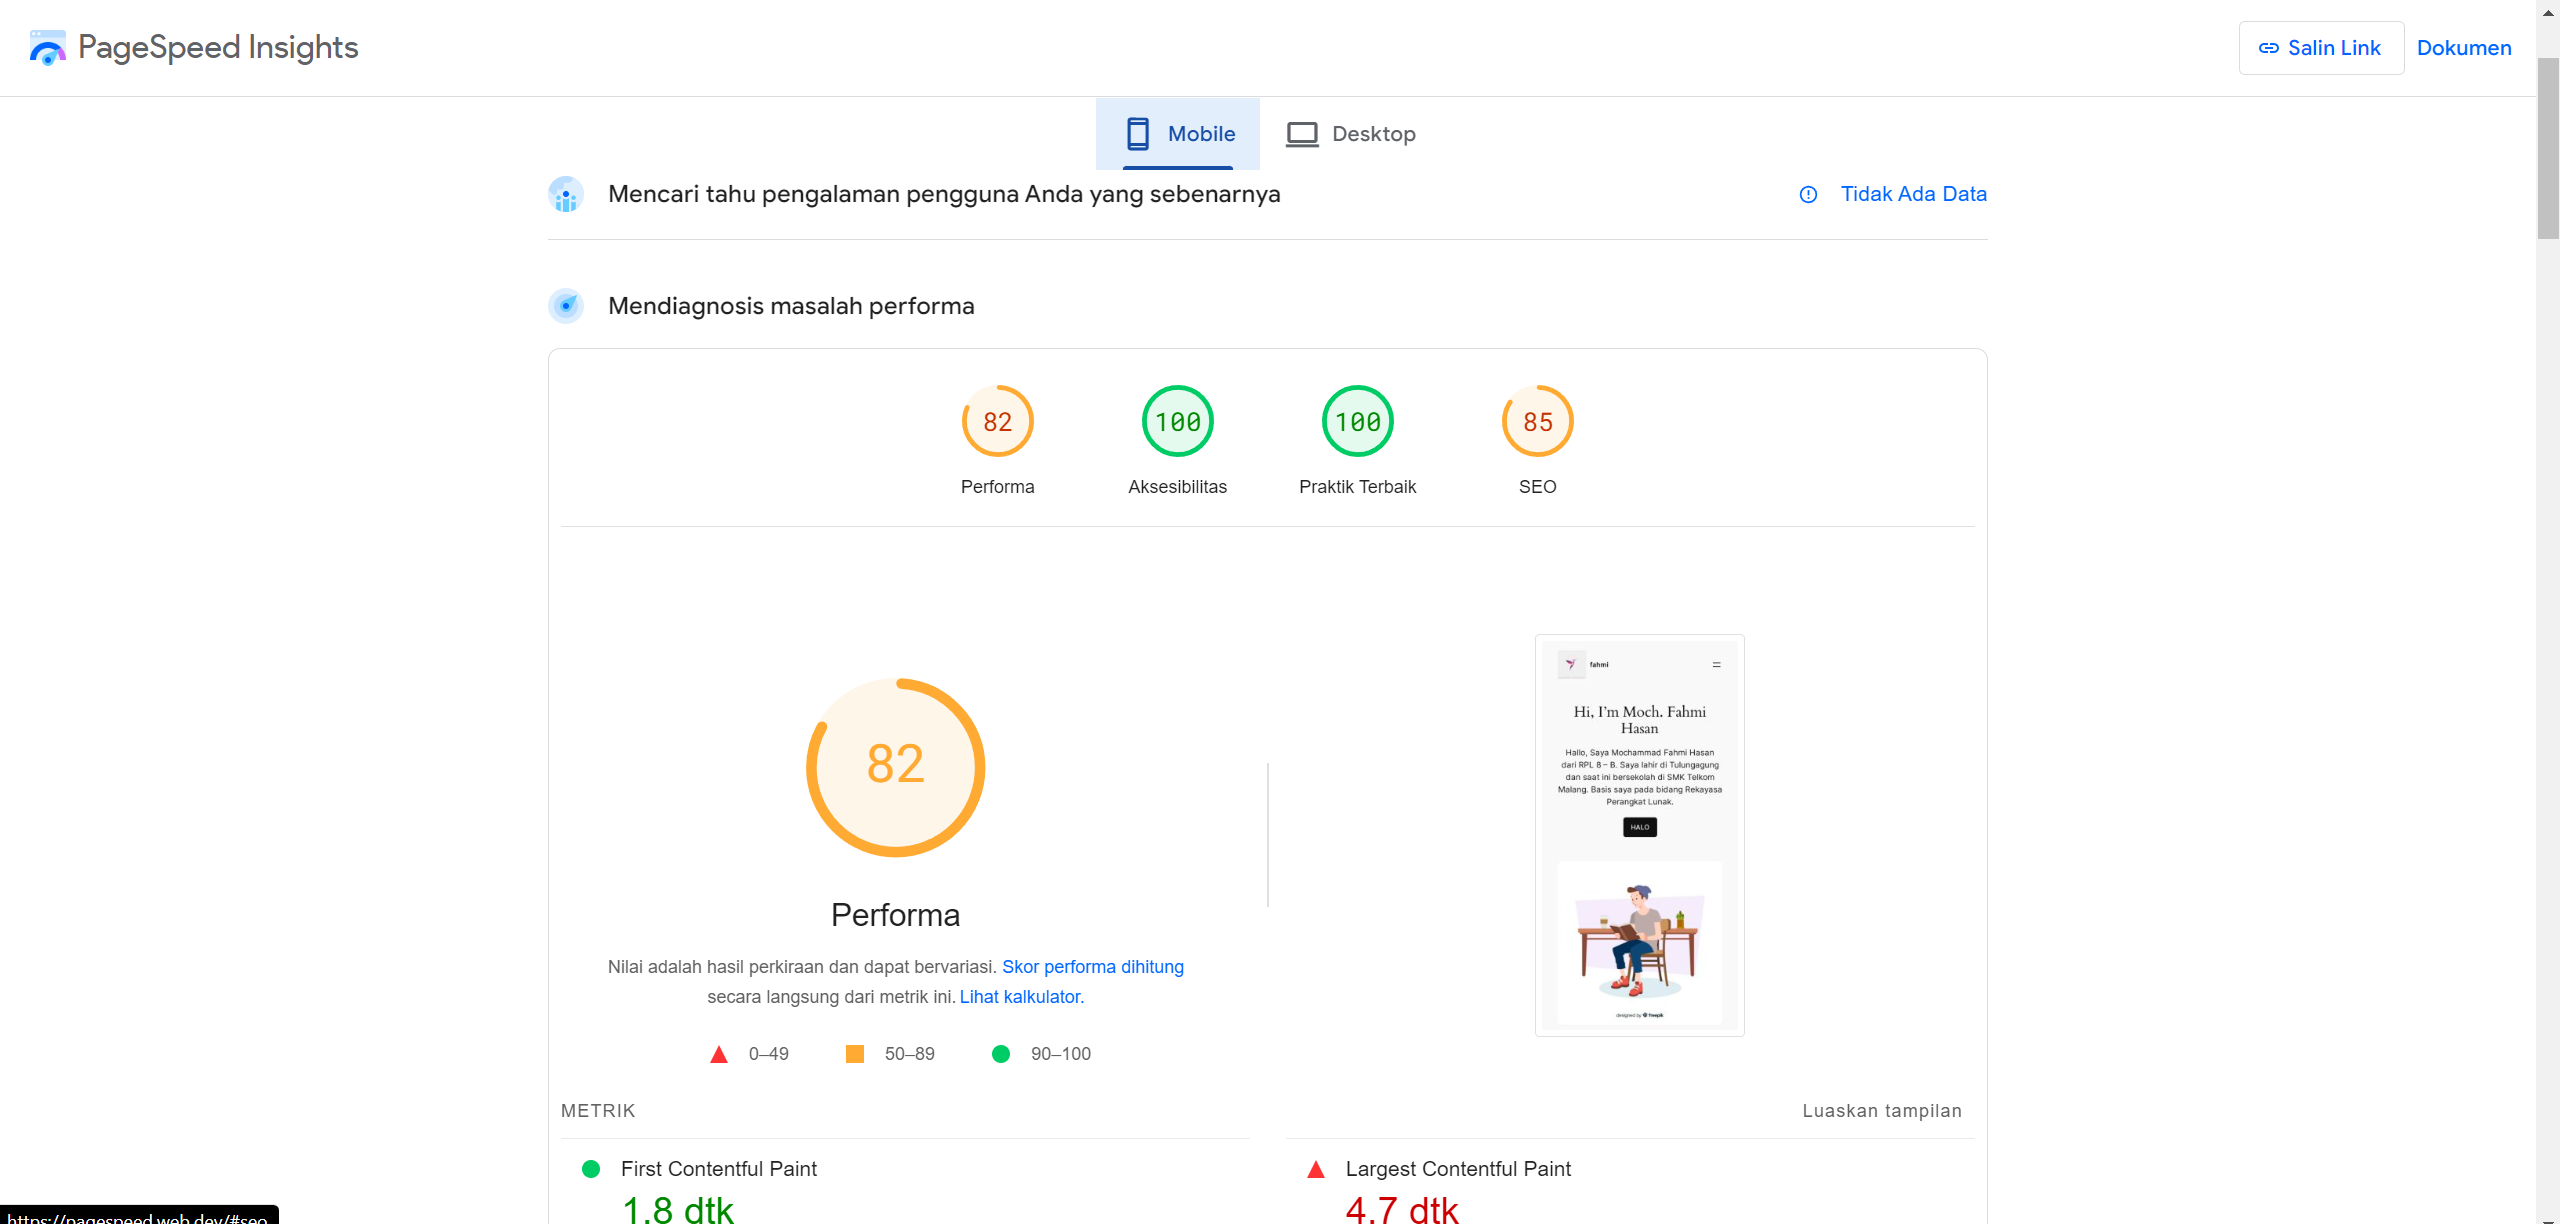 PageSpeed Insights
Salin Link
Dokumen
Mobile
Desktop
Mencari tahu pengalaman pengguna Anda yang sebenarnya
Tidak Ada Data
Mendiagnosis masalah performa
82
100
100
85
Performa
Aksesibilitas
Praktik Terbaik
SEO
82
Performa
Nilai adalah hasil perkiraan dan dapat bervariasi. Skor performa dihitung
secara langsung dari metrik ini. Lihat kalkulator.
0–49
50–89
90–100
fahmi
Hi, I'm Moch. Fahmi
Hasan
Hallo, Saya Mochammad Fahmi Hasan
dari RPL 8 – B. Saya lahir di Tulungagung
dan saat ini bersekolah di SMK Telkom
Malang. Basis saya pada bidang Rekayasa
Perangkat Lunak.
HALO
designed by freepik
METRIK
Luaskan tampilan
First Contentful Paint
1,8 dtk
Largest Contentful Paint
4,7 dtk
https://pagespeed.web.dev/#seo